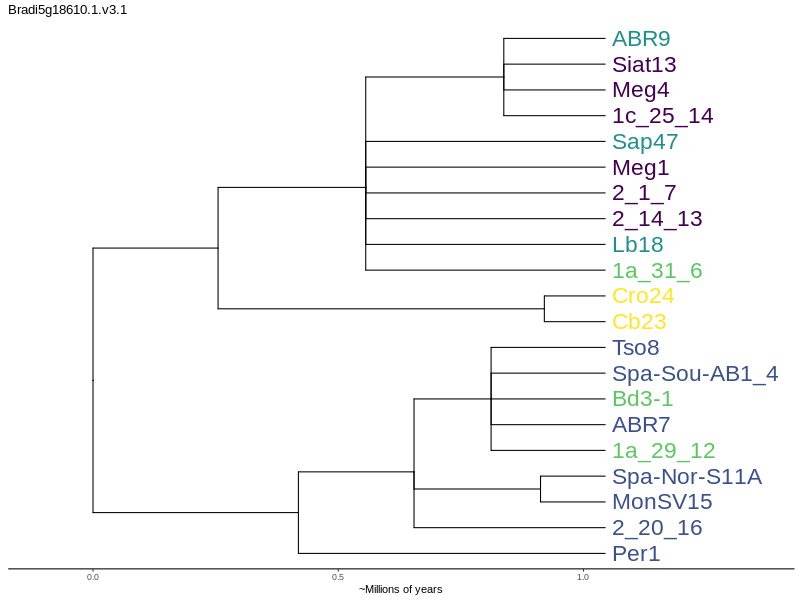 Bradi5g18610.1.v3.1
ABR9
Siat13
Meg4
1c_25_14
Sap47
Meg1
2_1_7
2_14_13
Lb18
1a_31_6
Cro24
Cb23
Tso8
Spa-Sou-AB1_4
Bd3-1
ABR7
1a_29_12
Spa-Nor-S11A
MonSV15
2_20_16
Per1
0.0 0.5 1.0
~Millions of years